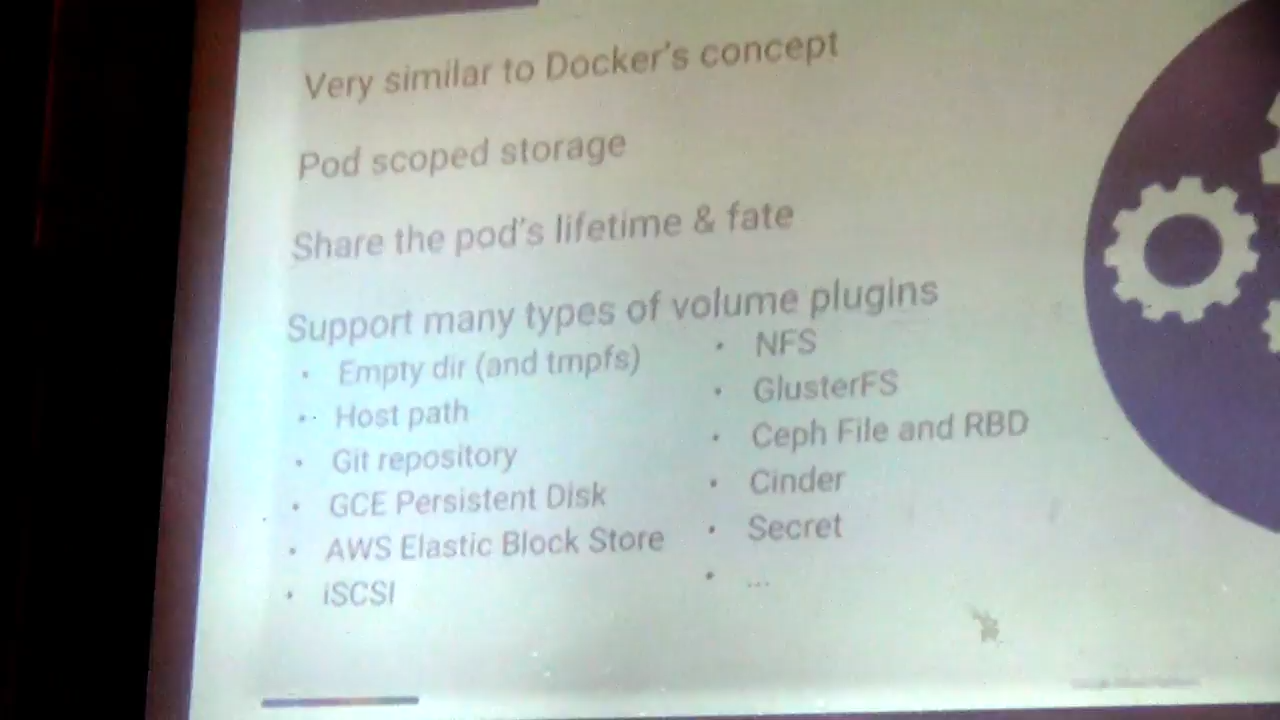 Very similar to Docker's concept
Pod scoped storage
Share the pod's lifetime & fate
Support many types of volume plugins
• Empty dir (and tmpfs)
• Host path
• Git repository
• GCE Persistent Disk
• AWS Elastic Block Store
• iSCSI
• NFS
• GlusterFS
• Ceph File and RBD
• Cinder
• Secret
• ...